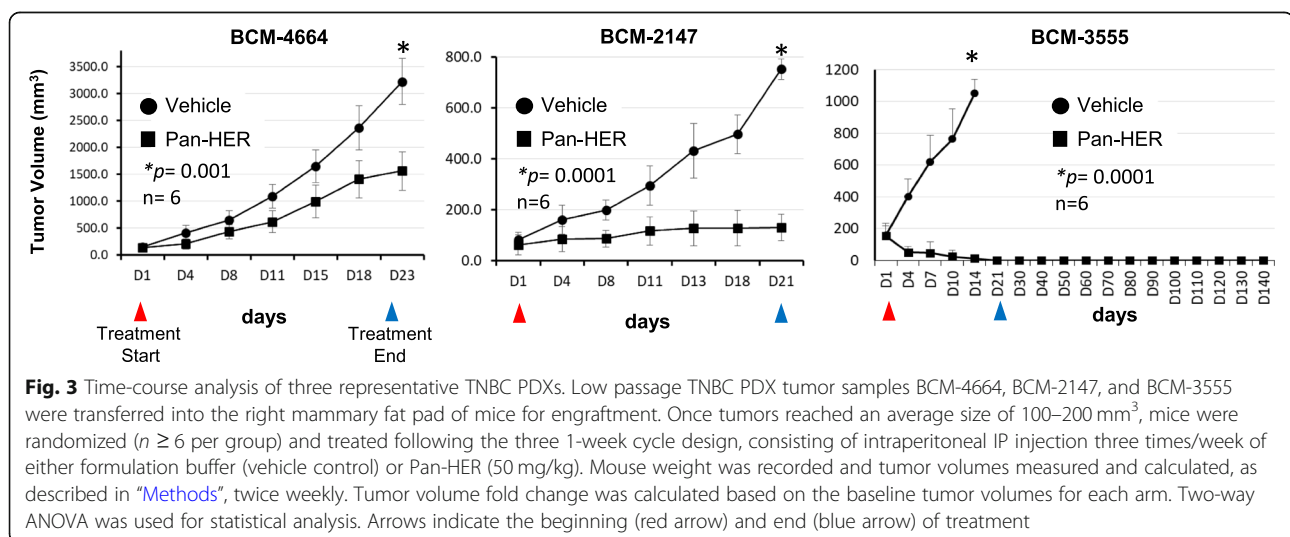 BCM-4664
Tumor Volume (mm³)
3500.0
3000.0
2500.0
2000.0
1500.0
1000.0
500.0
0.0
Vehicle
Pan-HER
*p= 0.001
n= 6
*
D1 D4 D8 D11 D15 D18 D23
days
Treatment
Start
Treatment
End
BCM-2147
800.0
600.0
400.0
200.0
0.0
Vehicle
Pan-HER
*p= 0.0001
n=6
*
D1 D4 D8 D11 D13 D18 D21
days
BCM-3555
1200
1000
800
600
400
200
0
*
Vehicle
Pan-HER
*p= 0.0001
n=6
D1 D4 D7 D10 D14 D21 D30 D40 D50 D60 D70 D80 D90 D100 D110 D120 D130 D140
days
Fig. 3 Time-course analysis of three representative TNBC PDXs. Low passage TNBC PDX tumor samples BCM-4664, BCM-2147, and BCM-3555
were transferred into the right mammary fat pad of mice for engraftment. Once tumors reached an average size of 100–200 mm³, mice were
randomized (n ≥ 6 per group) and treated following the three 1-week cycle design, consisting of intraperitoneal IP injection three times/week of
either formulation buffer (vehicle control) or Pan-HER (50 mg/kg). Mouse weight was recorded and tumor volumes measured and calculated, as
described in “Methods”, twice weekly. Tumor volume fold change was calculated based on the baseline tumor volumes for each arm. Two-way
ANOVA was used for statistical analysis. Arrows indicate the beginning (red arrow) and end (blue arrow) of treatment